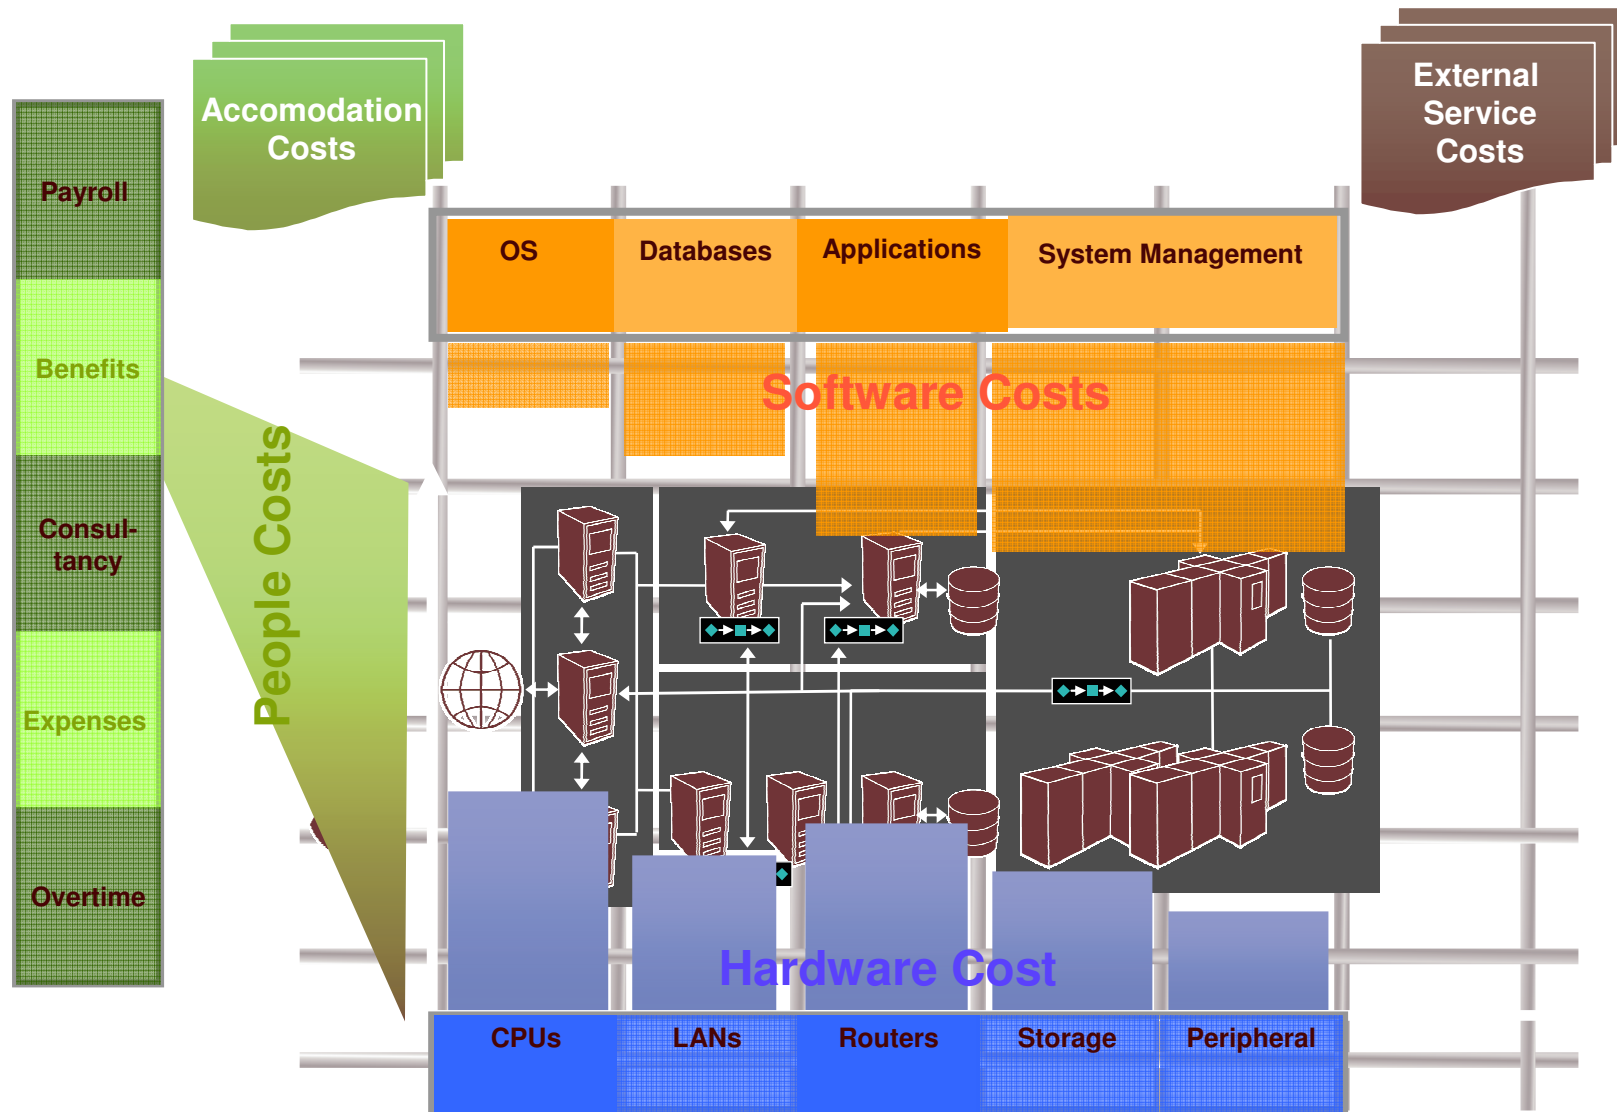 Accomodation
Costs
External
Service
Costs
Payroll
Benefits
Consul-
tancy
Expenses
Overtime
People Costs
OS
Databases
Applications
System Management
Software Costs
Hardware Cost
CPUs
LANs
Routers
Storage
Peripheral